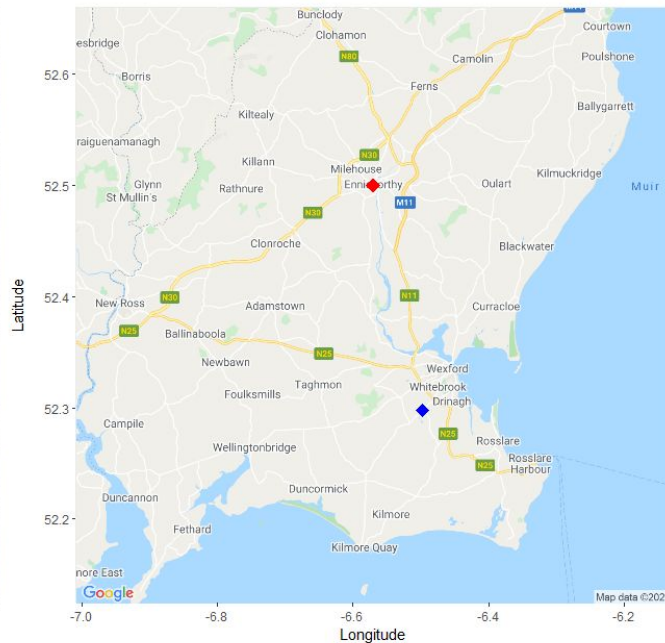 Bunclody
Clohamon
M11
Courtown
esbridge
N80
Camolin
Poulshone
52.6
Borris
Ferns
Ballygarrett
Kiltealy
raiguenamanagh
N30
Killann
Milehouse
Kilmuckridge
Glynn
52.5
Rathnure
Oulart
Muir
St Mullin's
M11
N30
Clonroche
Blackwater
New Ross
N30
N11
52.4
Adamstown
Curracloe
N25
Ballinaboola
Latitude
Newbawn
N25
Wexford
Taghmon
Whitebrook
Foulksmills
Drinagh
52.3
Campile
N25
Rosslare
Wellingtonbridge
N25
Rosslare
Harbour
Duncannon
Duncormick
52.2
Kilmore
Fethard
Kilmore Quay
more East
Google
Map data ©202
-7.0 -6.8 -6.6 -6.4 -6.2
Longitude